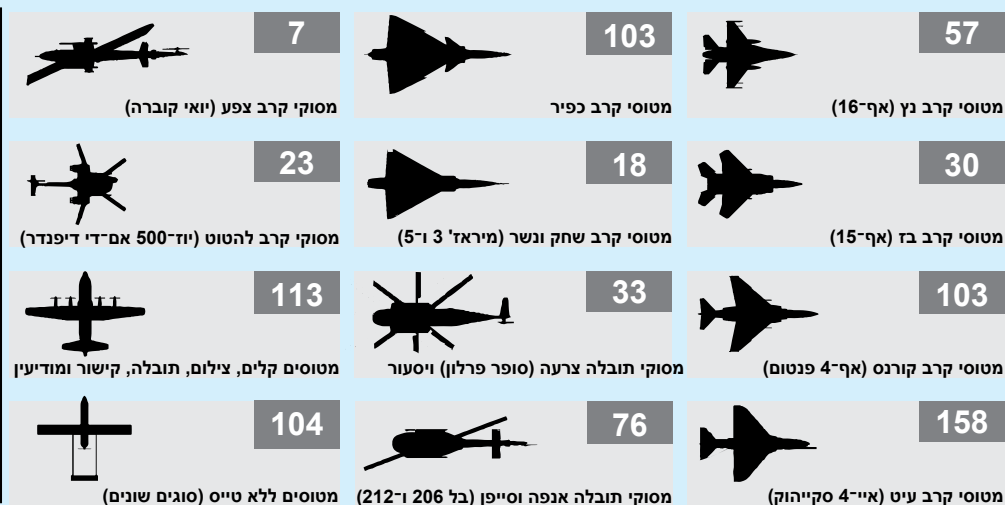 57
מטוסי קרב נץ (אף־16)
103
מטוסי קרב כפיר
7
מסוקי קרב צפע (יואי קוברה)
30
מטוסי קרב בז (אף־15)
18
מטוסי קרב שחק ונשר (מיראז' 3 ו־5)
23
מסוקי קרב להטוט (יוז־500 אם־די דיפנדר)
103
מטוסי קרב קורנס (אף־4 פנטום)
33
מסוקי תובלה צרעה (סופר פרלון) ויסעור
113
מטוסים קלים, צילום, תובלה, קישור ומודיעין
158
מטוסי קרב עיט (איי־4 סקייהוק)
76
מסוקי תובלה אנפה וסייפן (בל 206 ו־212)
104
מטוסים ללא טייס (סוגים שונים)